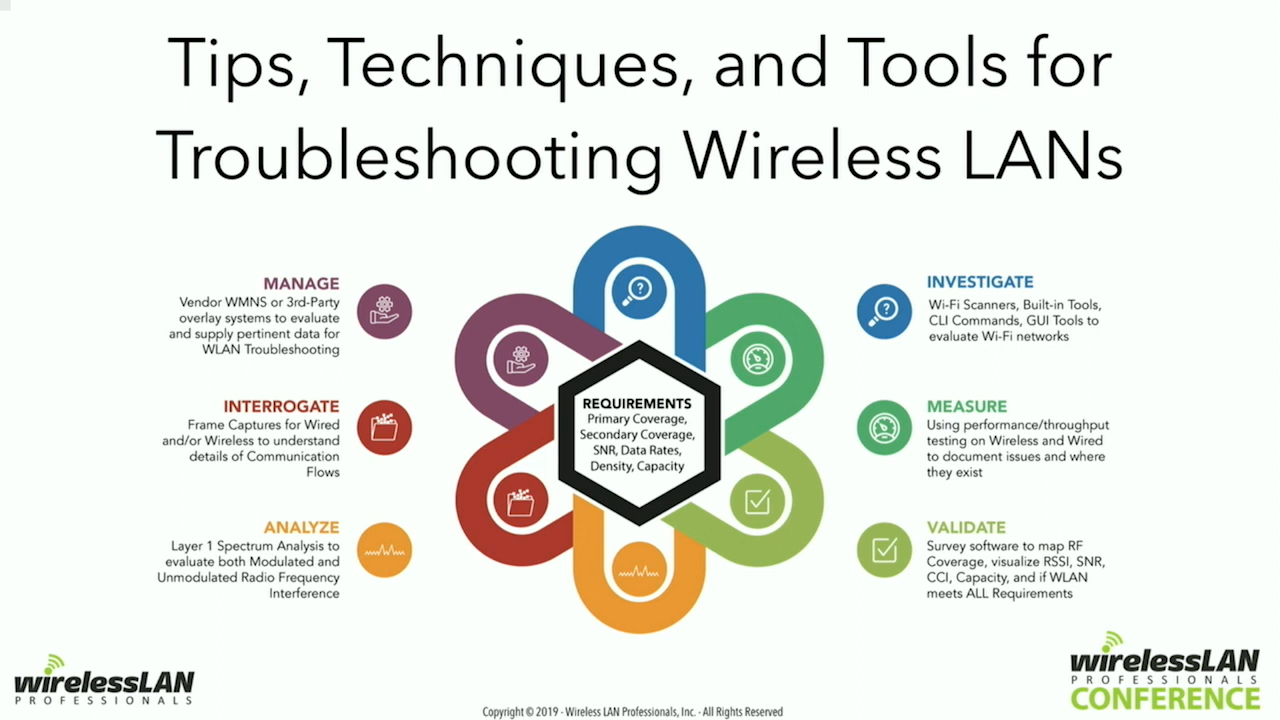 Tips, Techniques, and Tools for
Troubleshooting Wireless LANs
MANAGE
Vendor WMNS or 3rd-Party
overlay systems to evaluate
and supply pertinent data for
WLAN Troubleshooting
INTERROGATE
Frame Captures for Wired
and/or Wireless to understand
details of Communication
Flows
ANALYZE
Layer 1 Spectrum Analysis to
evaluate both Modulated and
Unmodulated Radio Frequency
Interference
?
REQUIREMENTS
Primary Coverage,
Secondary Coverage,
SNR, Data Rates,
Density, Capacity
?
INVESTIGATE
Wi-Fi Scanners, Built-in Tools,
CLI Commands, GUI Tools to
evaluate Wi-Fi networks
MEASURE
Using performance/throughput
testing on Wireless and Wired
to document issues and where
they exist
VALIDATE
Survey software to map RF
Coverage, visualize RSSI, SNR,
CCI, Capacity, and if WLAN
meets ALL Requirements
wirelessLAN
PROFESSIONALS
Copyright © 2019 - Wireless LAN Professionals, Inc. - All Rights Reserved
wirelessLAN
PROFESSIONALS
CONFERENCE